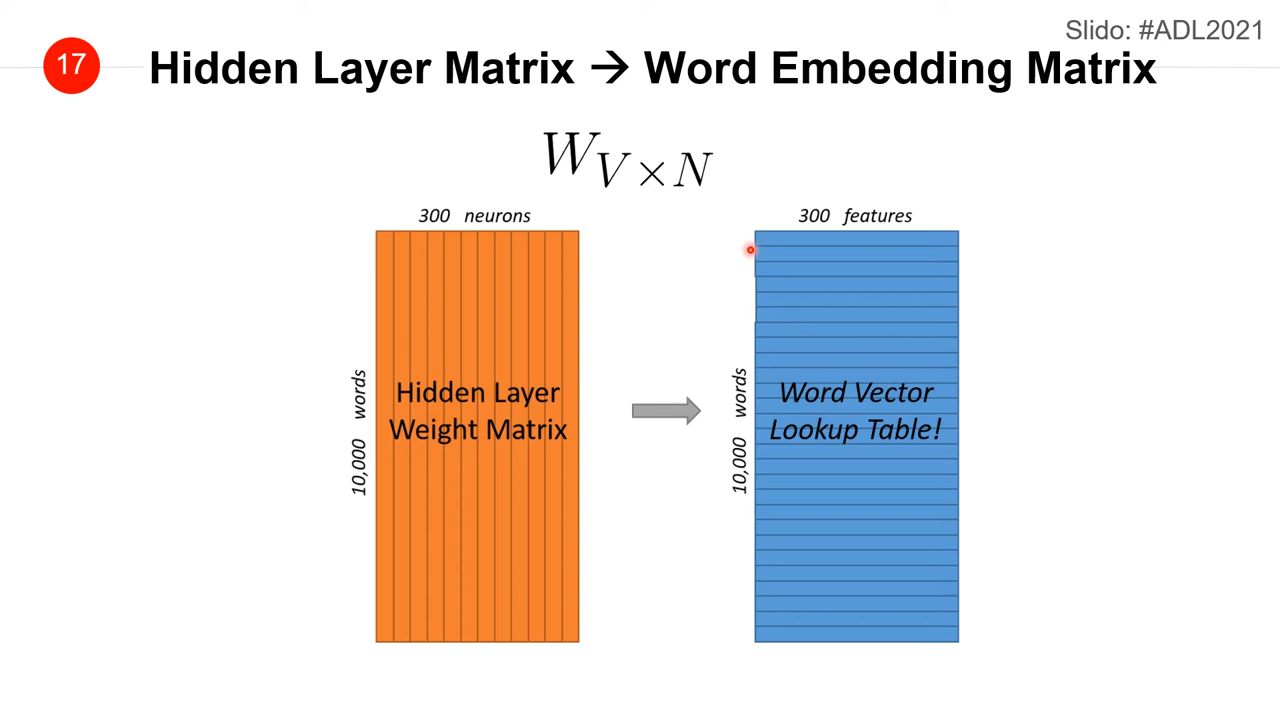 Slido: #ADL2021
17
Hidden Layer Matrix → Word Embedding Matrix
W V×N
300 neurons
10,000 words
Hidden Layer
Weight Matrix
300 features
10,000 words
Word Vector
Lookup Table!